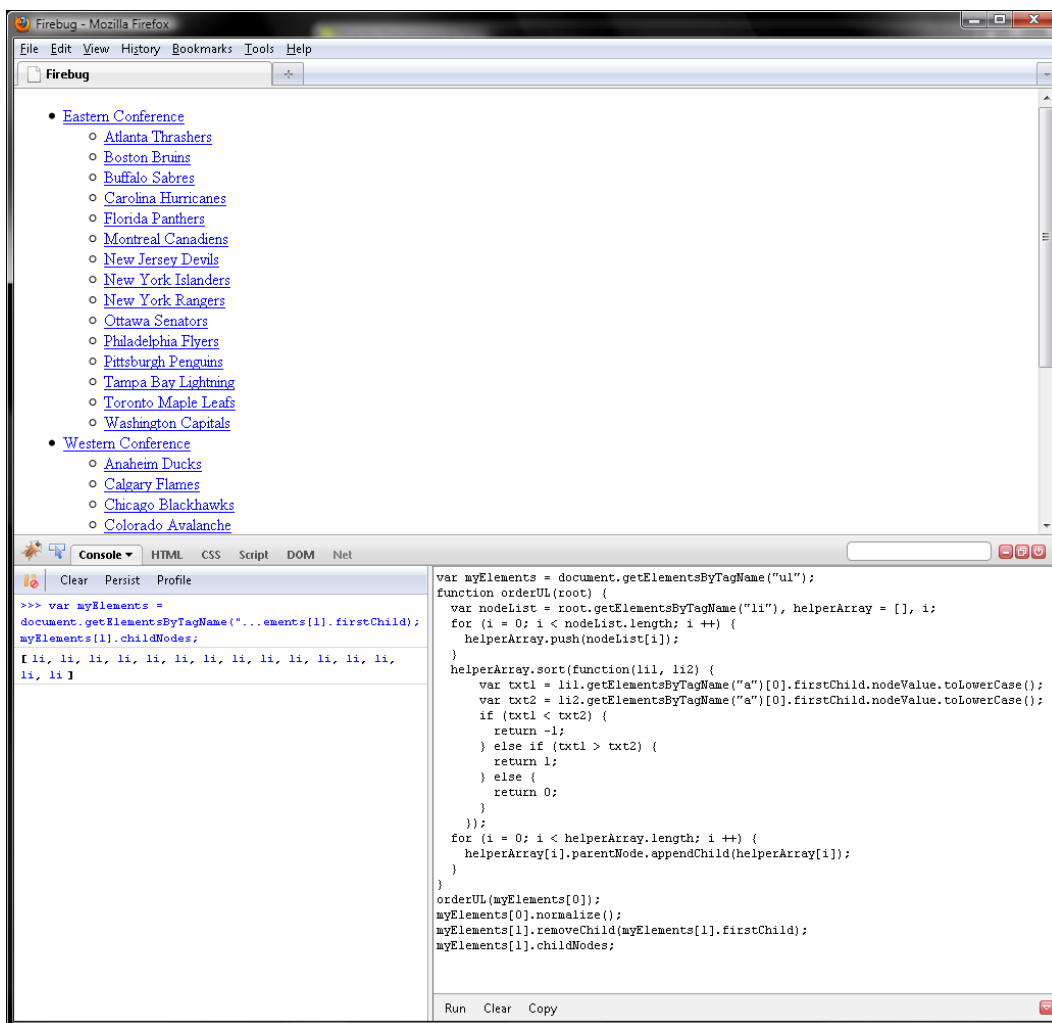 Firebug - Mozilla Firefox
File Edit View History Bookmarks Tools Help
Firebug
Eastern Conference
Atlanta Thrashers
Boston Bruins
Buffalo Sabres
Carolina Hurricanes
Florida Panthers
Montreal Canadiens
New Jersey Devils
New York Islanders
New York Rangers
Ottawa Senators
Philadelphia Flyers
Pittsburgh Penguins
Tampa Bay Lightning
Toronto Maple Leafs
Washington Capitals
Western Conference
Anaheim Ducks
Calgary Flames
Chicago Blackhawks
Colorado Avalanche
Console HTML CSS Script DOM Net
Clear Persist Profile
>>> var myElements =
document.getElementsByTagName("...ements[1].firstChild);
myElements[1].childNodes;
[ li, li, li, li, li, li, li, li, li, li, li, li, li,
li, li ]
var myElements = document.getElementsByTagName("ul");
function orderUL(root) {
  var nodeList = root.getElementsByTagName("li"), helperArray = [], i;
  for (i = 0; i < nodeList.length; i ++) {
    helperArray.push(nodeList[i]);
  }
  helperArray.sort(function(li1, li2) {
      var txt1 = li1.getElementsByTagName("a")[0].firstChild.nodeValue.toLowerCase();
      var txt2 = li2.getElementsByTagName("a")[0].firstChild.nodeValue.toLowerCase();
      if (txt1 < txt2) {
        return -1;
      } else if (txt1 > txt2) {
        return 1;
      } else {
        return 0;
      }
    });
  for (i = 0; i < helperArray.length; i ++) {
    helperArray[i].parentNode.appendChild(helperArray[i]);
  }
}
orderUL(myElements[0]);
myElements[0].normalize();
myElements[1].removeChild(myElements[1].firstChild);
myElements[1].childNodes;
Run Clear Copy